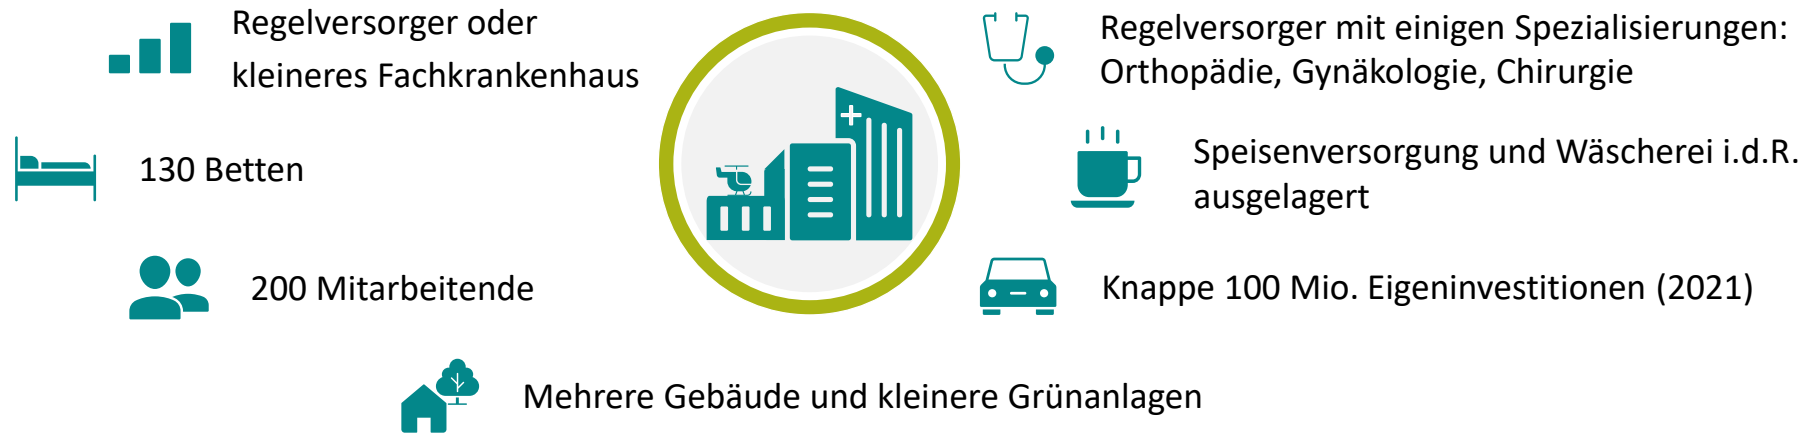 Regelversorger oder
kleineres Fachkrankenhaus
130 Betten
200 Mitarbeitende
Regelversorger mit einigen Spezialisierungen:
Orthopädie, Gynäkologie, Chirurgie
Speisenversorgung und Wäscherei i.d.R.
ausgelagert
Knappe 100 Mio. Eigeninvestitionen (2021)
Mehrere Gebäude und kleinere Grünanlagen